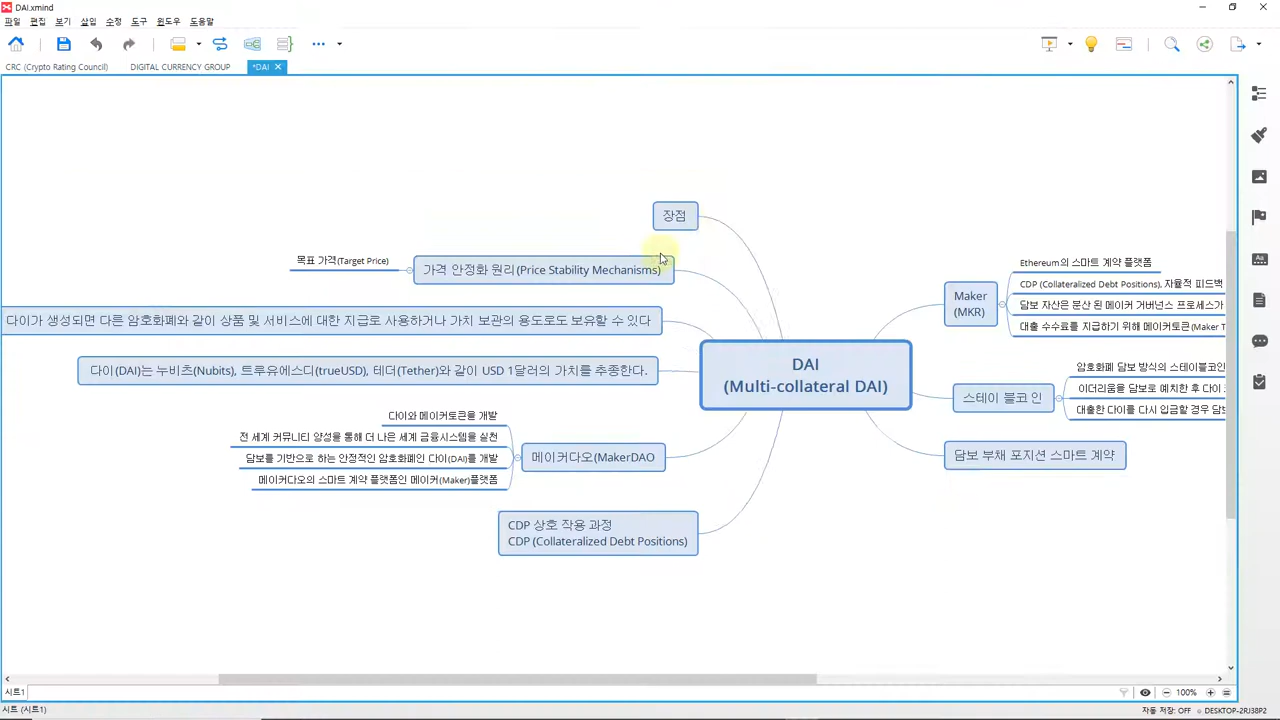 DAI.xmind
파일 편집 보기 삽입 수정 도구 윈도우 도움말
CRC (Crypto Rating Council) DIGITAL CURRENCY GROUP *DAI
장점
목표 가격(Target Price)
가격 안정화 원리 (Price Stability Mechanisms)
다이가 생성되면 다른 암호화폐와 같이 상품 및 서비스에 대한 지급로 사용하거나 가치 보관의 용도로도 보유할 수 있다
다이(DAI)는 누비츠(Nubits), 트루유에스디(trueUSD), 테더(Tether)와 같이 USD 1달러의 가치를 추종한다.
다이와 메이커토큰을 개발
전 세계 커뮤니티 양성을 통해 더 나은 세계 금융시스템을 실천
담보를 기반으로 하는 안정적인 암호화폐인 다이(DAI)를 개발
메이커다오의 스마트 계약 플랫폼인 메이커(Maker)플랫폼
메이커다오(MakerDAO
CDP 상호 작용 과정
CDP (Collateralized Debt Positions)
DAI
(Multi-collateral DAI)
Maker
(MKR)
Ethereum의 스마트 계약 플랫폼
CDP (Collateralized Debt Positions), 자율적 피드백
담보 자산은 분산 된 메이커 거버넌스 프로세스가
대출 수수료를 지급하기 위해 메이커토큰(Maker T
스테이 블코인
암호화폐 담보 방식의 스테이블코인
이더리움을 담보로 예치한 후 다이
대출한 다이를 다시 입금할 경우 담보
담보 부채 포지션 스마트 계약
시트1
100%
시트 (시트1)
자동 저장: OFF DESKTOP-2RJ38P2